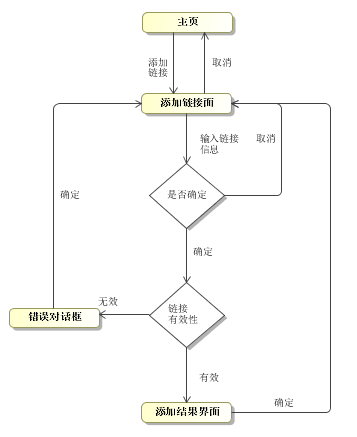 主页
添加
链接
取消
添加链接面
输入链接
信息
取消
是否确定
确定
确定
无效
链接
有效性
错误对话框
有效
添加结果界面
确定